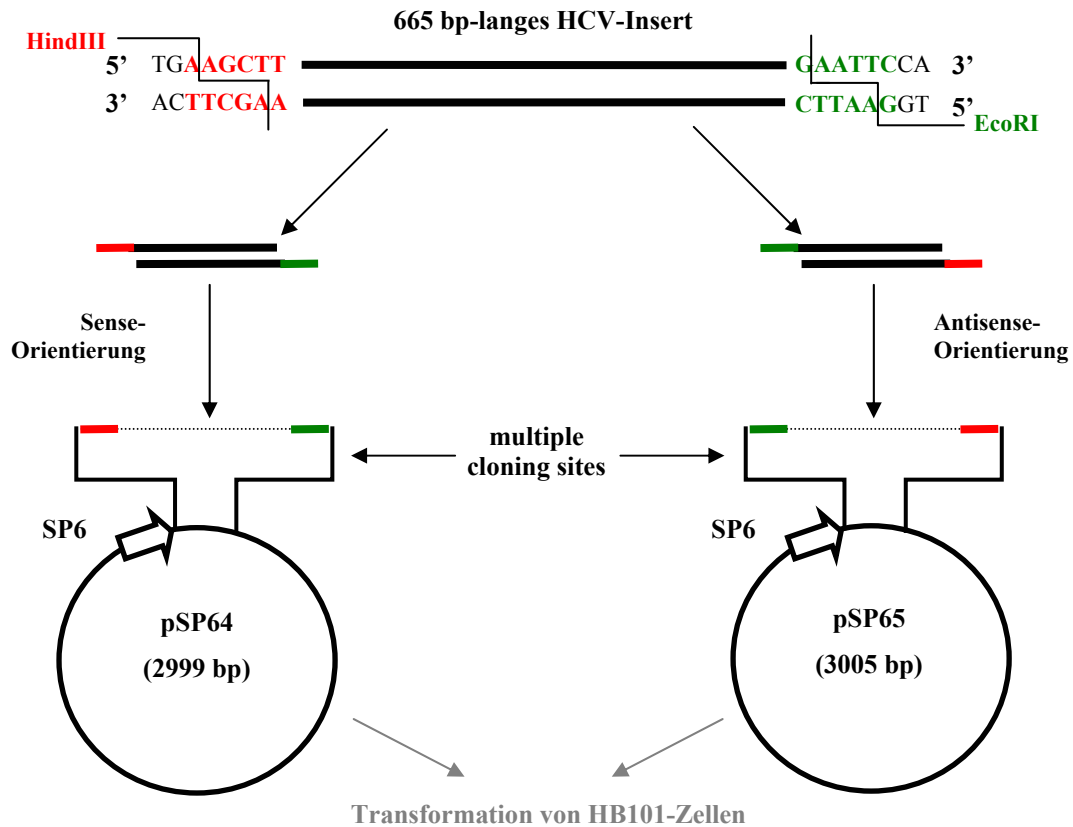 665 bp-langes HCV-Insert
HindIII
5’ TGAAGCTT GAATTCCA 3’
3’ ACTTCGAA CTTAAGGT 5’
EcoRI
Sense-
Orientierung
Antisense-
Orientierung
multiple
cloning sites
SP6
SP6
pSP64
(2999 bp)
pSP65
(3005 bp)
Transformation von HB101-Zellen